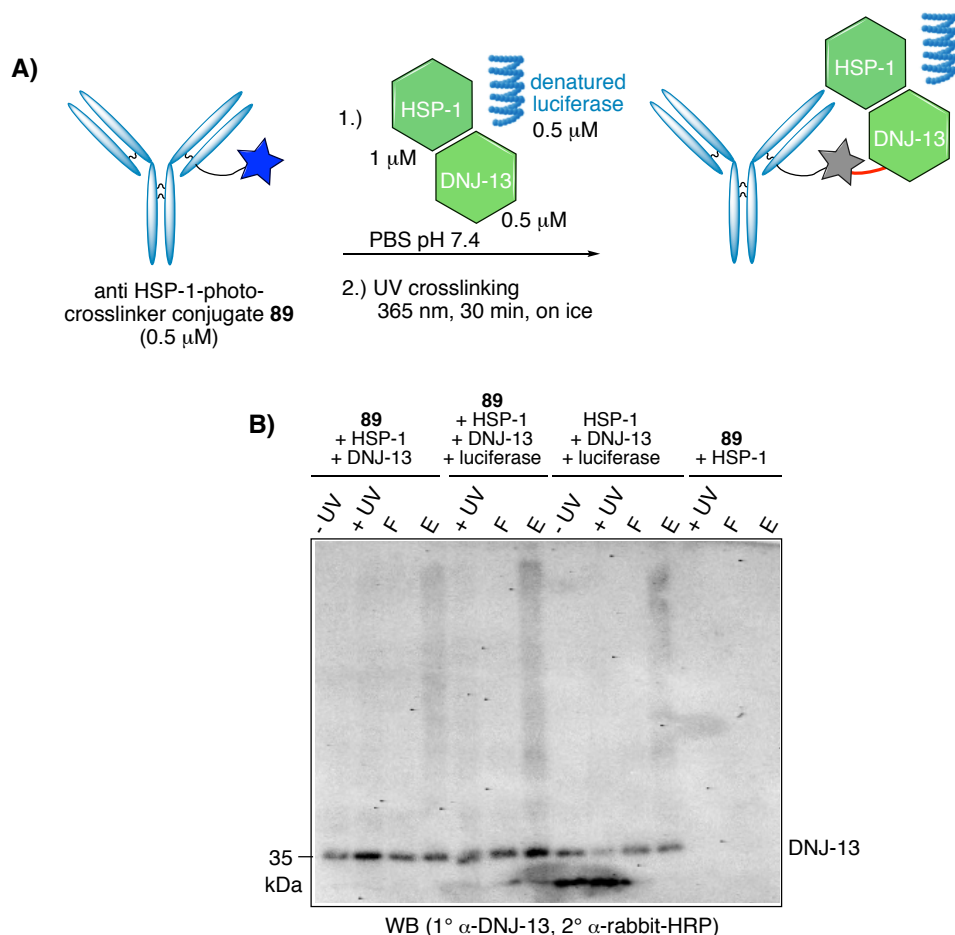 A)
anti HSP-1-photo-
crosslinker conjugate 89
(0.5 μM)
1.)
HSP-1
1 μM
DNJ-13
0.5 μM
denatured
luciferase
0.5 μM
PBS pH 7.4
2.) UV crosslinking
365 nm, 30 min, on ice
HSP-1
DNJ-13
B)
89
+ HSP-1
+ DNJ-13
89
+ HSP-1
+ DNJ-13
+ luciferase
HSP-1
+ DNJ-13
+ luciferase
89
+ HSP-1
- UV
+ UV
F
E
+ UV
F
E
- UV
+ UV
F
E
+ UV
F
E
35
kDa
DNJ-13
WB (1° α-DNJ-13, 2° α-rabbit-HRP)